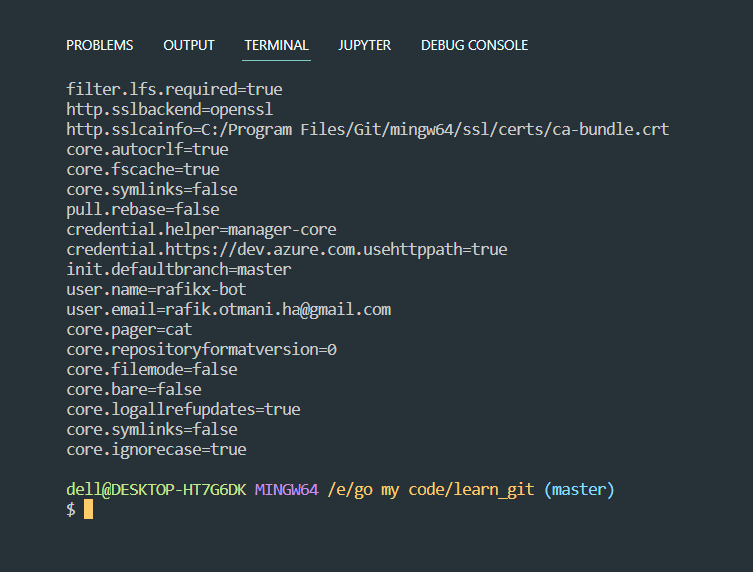 PROBLEMS OUTPUT TERMINAL JUPYTER DEBUG CONSOLE
filter.lfs.required=true
http.sslbackend=openssl
http.sslcainfo=C:/Program Files/Git/mingw64/ssl/certs/ca-bundle.crt
core.autocrlf=true
core.fscache=true
core.symlinks=false
pull.rebase=false
credential.helper=manager-core
credential.https://dev.azure.com.usehttppath=true
init.defaultbranch=master
user.name=rafikx-bot
user.email=rafik.otmani.ha@gmail.com
core.pager=cat
core.repositoryformatversion=0
core.filemode=false
core.bare=false
core.logallrefupdates=true
core.symlinks=false
core.ignorecase=true
dell@DESKTOP-HT7G6DK MINGW64 /e/go my code/learn_git (master)
$